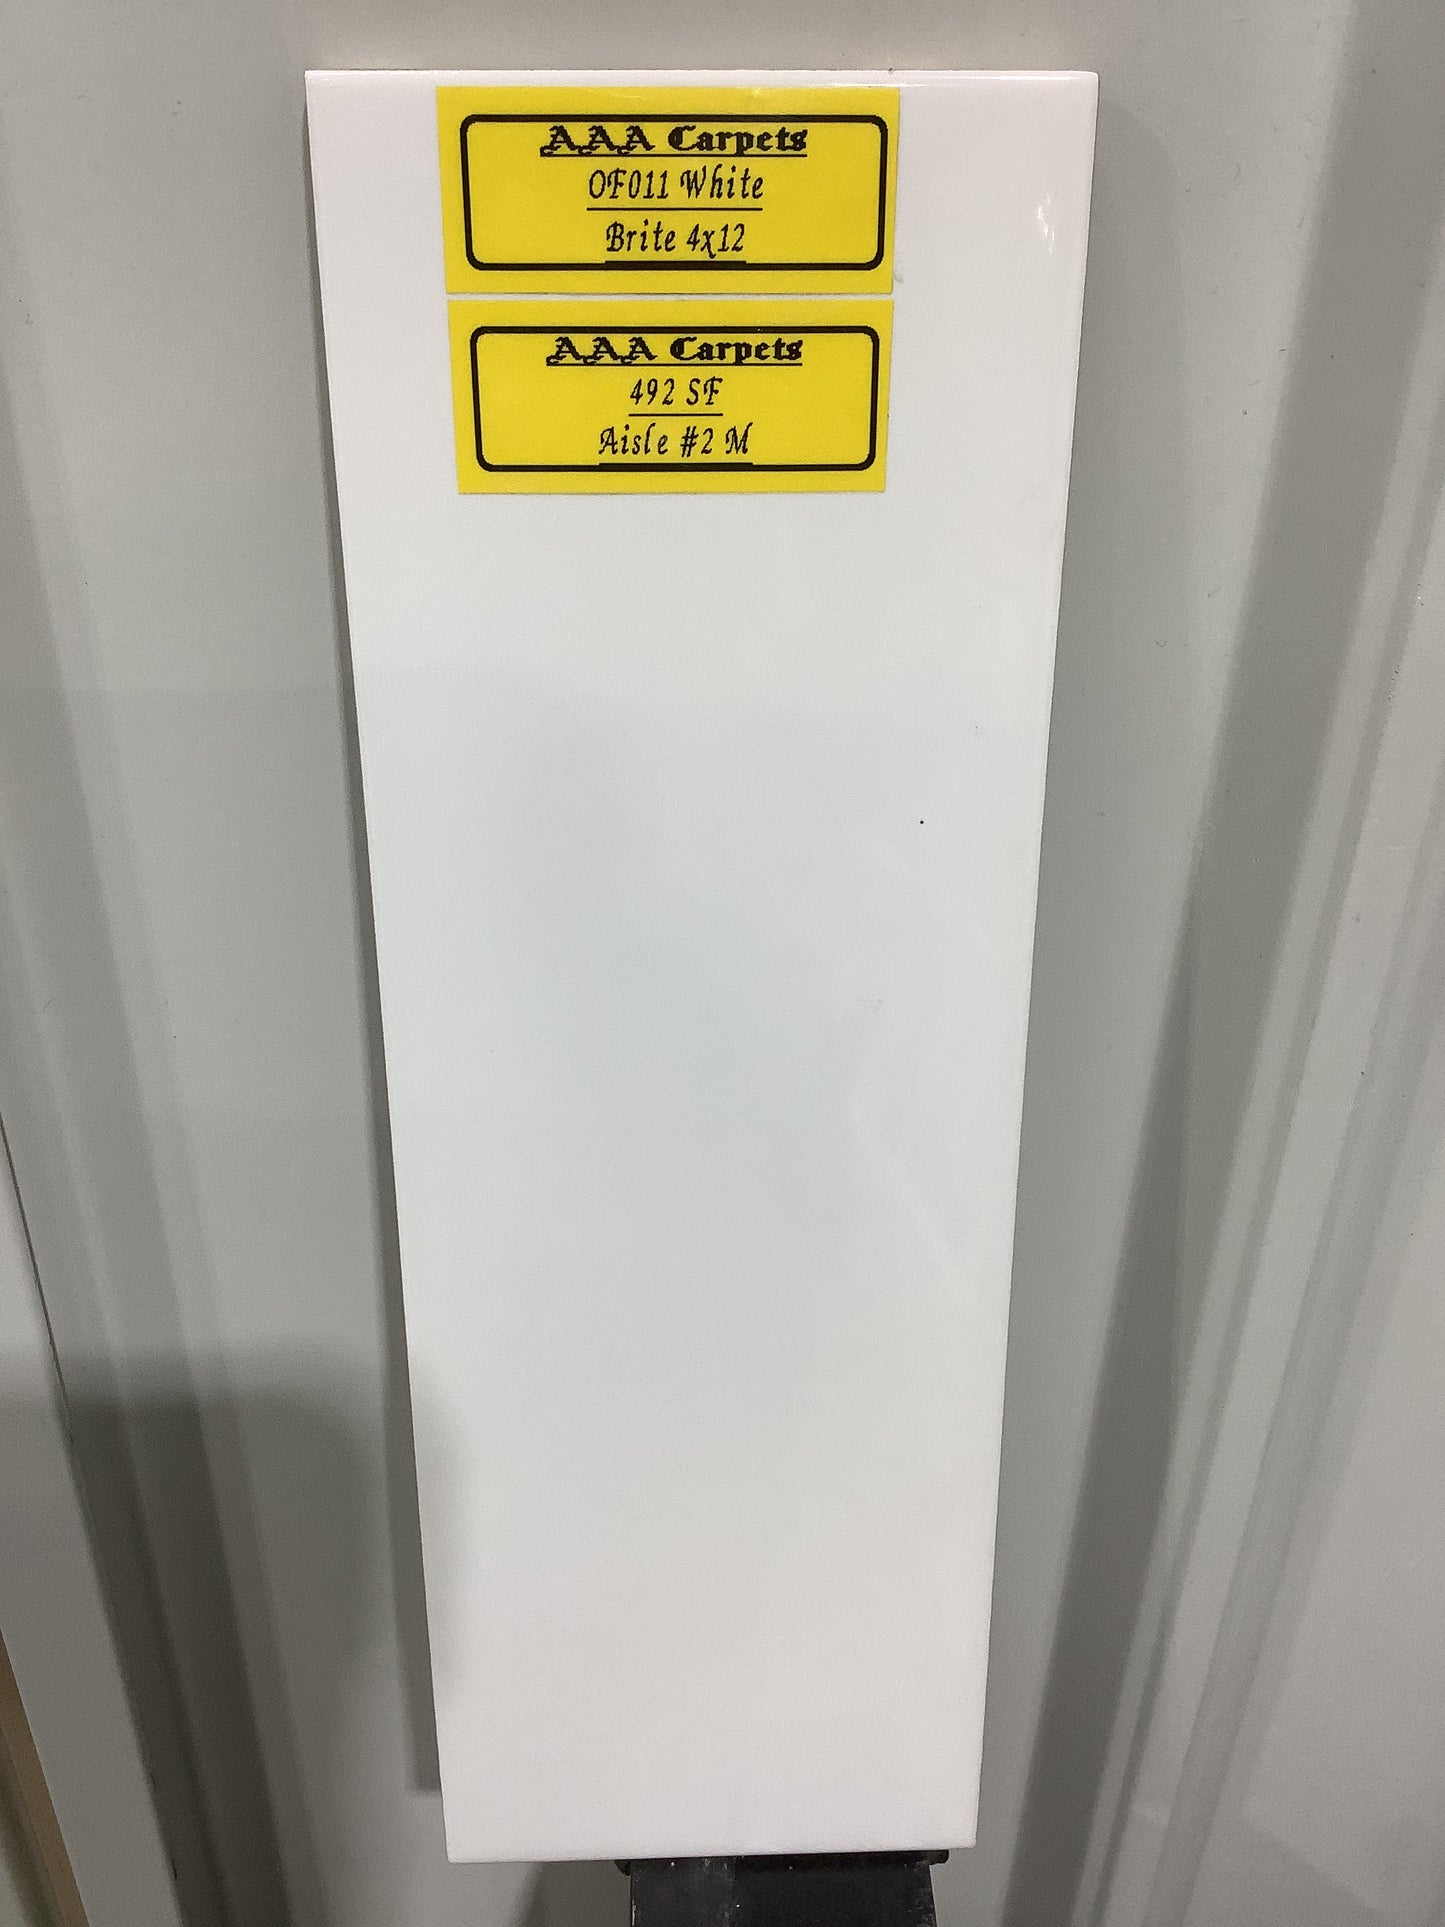 AAA Carpets
OF011 White
Brite 4x12
AAA Carpets
492 SF
Aisle #2 M